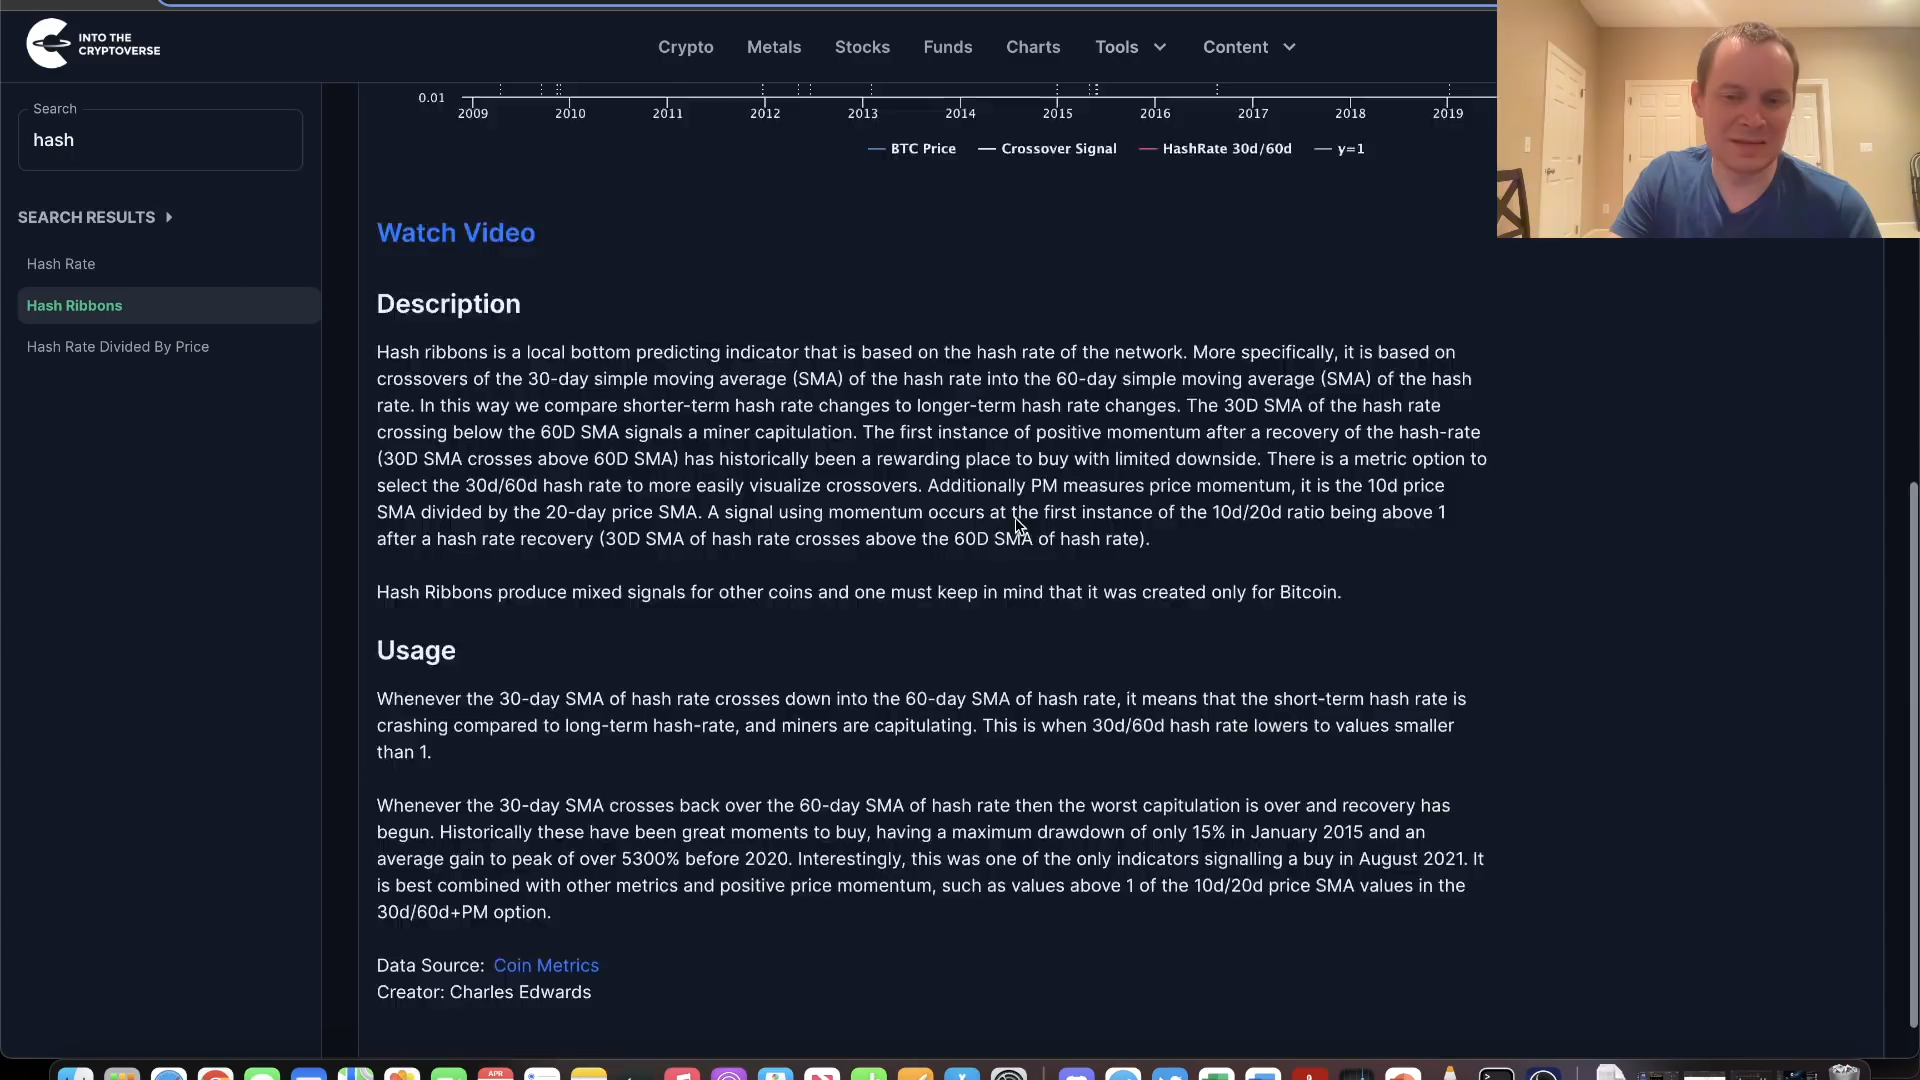 INTO THE
CRYPTOVERSE
Crypto Metals Stocks Funds Charts Tools Content
Search
hash
SEARCH RESULTS
Hash Rate
Hash Ribbons
Hash Rate Divided By Price
0.01
2009 2010 2011 2012 2013 2014 2015 2016 2017 2018 2019
BTC Price Crossover Signal HashRate 30d/60d y=1
Watch Video
Description
Hash ribbons is a local bottom predicting indicator that is based on the hash rate of the network. More specifically, it is based on
crossovers of the 30-day simple moving average (SMA) of the hash rate into the 60-day simple moving average (SMA) of the hash
rate. In this way we compare shorter-term hash rate changes to longer-term hash rate changes. The 30D SMA of the hash rate
crossing below the 60D SMA signals a miner capitulation. The first instance of positive momentum after a recovery of the hash-rate
(30D SMA crosses above 60D SMA) has historically been a rewarding place to buy with limited downside. There is a metric option to
select the 30d/60d hash rate to more easily visualize crossovers. Additionally PM measures price momentum, it is the 10d price
SMA divided by the 20-day price SMA. A signal using momentum occurs at the first instance of the 10d/20d ratio being above 1
after a hash rate recovery (30D SMA of hash rate crosses above the 60D SMA of hash rate).
Hash Ribbons produce mixed signals for other coins and one must keep in mind that it was created only for Bitcoin.
Usage
Whenever the 30-day SMA of hash rate crosses down into the 60-day SMA of hash rate, it means that the short-term hash rate is
crashing compared to long-term hash-rate, and miners are capitulating. This is when 30d/60d hash rate lowers to values smaller
than 1.
Whenever the 30-day SMA crosses back over the 60-day SMA of hash rate then the worst capitulation is over and recovery has
begun. Historically these have been great moments to buy, having a maximum drawdown of only 15% in January 2015 and an
average gain to peak of over 5300% before 2020. Interestingly, this was one of the only indicators signalling a buy in August 2021. It
is best combined with other metrics and positive price momentum, such as values above 1 of the 10d/20d price SMA values in the
30d/60d+PM option.
Data Source: Coin Metrics
Creator: Charles Edwards
APR